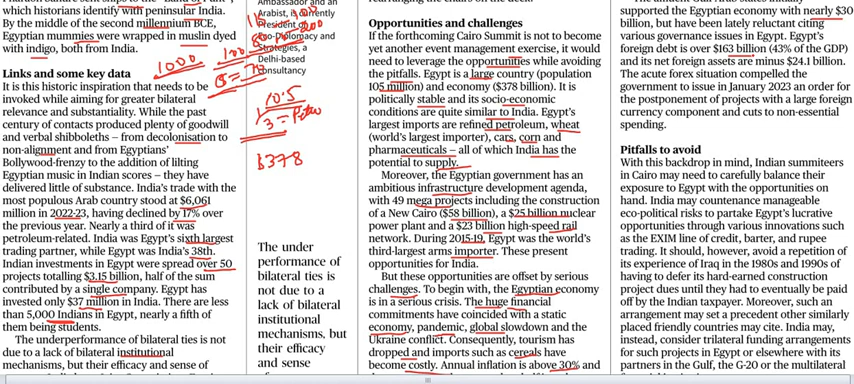 which historians identify with peninsular India.
By the middle of the second millennium BCE,
Egyptian mummies were wrapped in muslin dyed
with indigo, both from India.
Links and some key data
It is this historic inspiration that needs to be
invoked while aiming for greater bilateral
relevance and substantiality. While the past
century of contacts produced plenty of goodwill
and verbal shibboleths – from decolonisation to
non-alignment and from Egyptians'
Bollywood-frenzy to the addition of lilting
Egyptian music in Indian scores – they have
delivered little of substance. India's trade with the
most populous Arab country stood at $6,061
million in 2022-23, having declined by 17% over
the previous year. Nearly a third of it was
petroleum-related. India was Egypt's sixth largest
trading partner, while Egypt was India's 38th.
Indian investments in Egypt were spread over 50
projects totalling $3.15 billion, half of the sum
contributed by a single company. Egypt has
invested only $37 million in India. There are less
than 5,000 Indians in Egypt, nearly a fifth of
them being students.
The underperformance of bilateral ties is not
due to a lack of bilateral institutional
Ambassador and an
Arabist, is currently
President of
Eco-Diplomacy and
Strategies, a
Delhi-based
consultancy
1000
100
10.5
3 = Petro
$378
The under
performance of
bilateral ties is
not due to a
lack of bilateral
institutional
mechanisms, but
their efficacy
and sense
Opportunities and challenges
If the forthcoming Cairo Summit is not to become
yet another event management exercise, it would
need to leverage the opportunities while avoiding
the pitfalls. Egypt is a large country (population
105 million) and economy ($378 billion). It is
politically stable and its socio-economic
conditions are quite similar to India. Egypt's
largest imports are refined petroleum, wheat
(world's largest importer), cars, corn and
pharmaceuticals – all of which India has the
potential to supply.
Moreover, the Egyptian government has an
ambitious infrastructure development agenda,
with 49 mega projects including the construction
of a New Cairo ($58 billion), a $25 billion nuclear
power plant and a $23 billion high-speed rail
network. During 2015-19, Egypt was the world's
third-largest arms importer. These present
opportunities for India.
But these opportunities are offset by serious
challenges. To begin with, the Egyptian economy
is in a serious crisis. The huge financial
commitments have coincided with a static
economy, pandemic, global slowdown and the
Ukraine conflict. Consequently, tourism has
dropped and imports such as cereals have
become costly. Annual inflation is above 30% and
supported the Egyptian economy with nearly $30
billion, but have been lately reluctant citing
various governance issues in Egypt. Egypt's
foreign debt is over $163 billion (43% of the GDP)
and its net foreign assets are minus $24.1 billion.
The acute forex situation compelled the
government to issue in January 2023 an order for
the postponement of projects with a large foreign
currency component and cuts to non-essential
spending.
Pitfalls to avoid
With this backdrop in mind, Indian summiteers
in Cairo may need to carefully balance their
exposure to Egypt with the opportunities on
hand. India may countenance manageable
eco-political risks to partake Egypt's lucrative
opportunities through various innovations such
as the EXIM line of credit, barter, and rupee
trading. It should, however, avoid a repetition of
its experience of Iraq in the 1980s and 1990s of
having to defer its hard-earned construction
project dues until they had to eventually be paid
off by the Indian taxpayer. Moreover, such an
arrangement may set a precedent other similarly
placed friendly countries may cite. India may,
instead, consider trilateral funding arrangements
for such projects in Egypt or elsewhere with its
partners in the Gulf, the G-20 or the multilateral